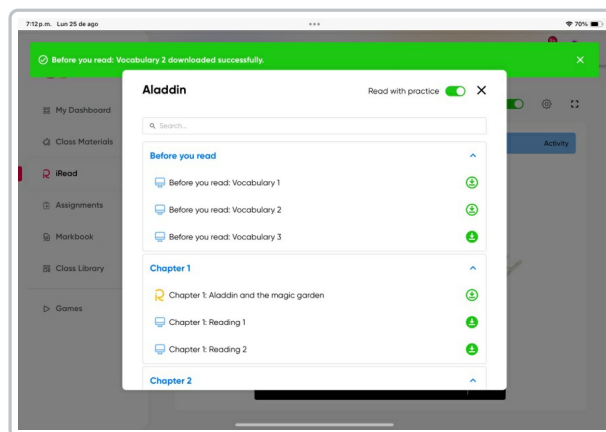 7:12 p.m. Lun 25 de ago
70%
Before you read: Vocabulary 2 downloaded successfully.
Aladdin
Read with practice
My Dashboard
Search...
Class Materials
Activity
Before you read
iRead
Before you read: Vocabulary 1
Assignments
Before you read: Vocabulary 2
Markbook
Before you read: Vocabulary 3
Class Library
Chapter 1
Chapter 1: Aladdin and the magic garden
Games
Chapter 1: Reading 1
Chapter 1: Reading 2
Chapter 2